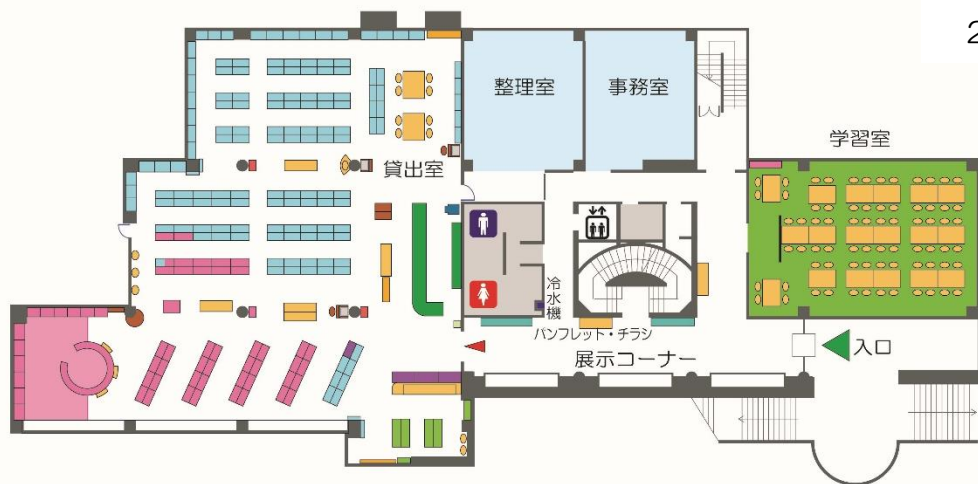 2
整理室
事務室
学習室
貸出室
冷水機
パンフレット・チラシ
展示コーナー
入口